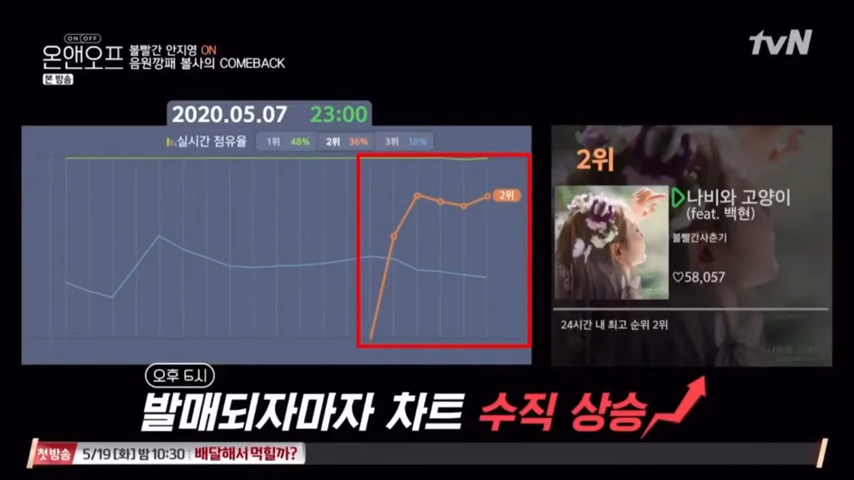 ON OFF
온앤오프
본 방송
볼빨간 안지영 ON
음원깡패 볼사의 COMEBACK
tvN
2020.05.07 23:00
실시간 점유율 1위 48% 2위 36% 3위 16%
2위
2위
나비와 고양이
(feat. 백현)
볼빨간사춘기
♡58,057
24시간 내 최고 순위 2위
오후 6시
발매되자마자 차트 수직 상승
첫방송 5/19 [화] 밤 10:30 배달해서 먹힐까?